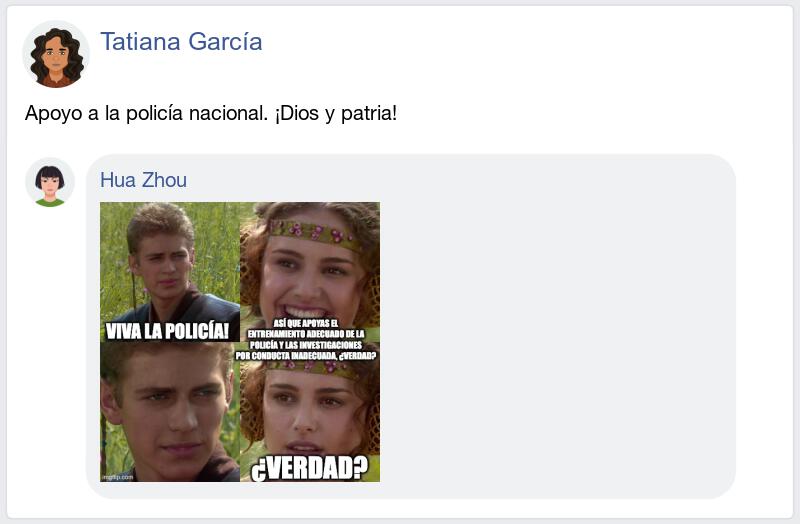 Tatiana García
Apoyo a la policía nacional. ¡Dios y patria!
Hua Zhou
VIVA LA POLICÍA!
ASÍ QUE APOYAS EL
ENTRENAMIENTO ADECUADO DE LA
POLICÍA Y LAS INVESTIGACIONES
POR CONDUCTA INADECUADA, ¿VERDAD?
¿VERDAD?
imgflip.com